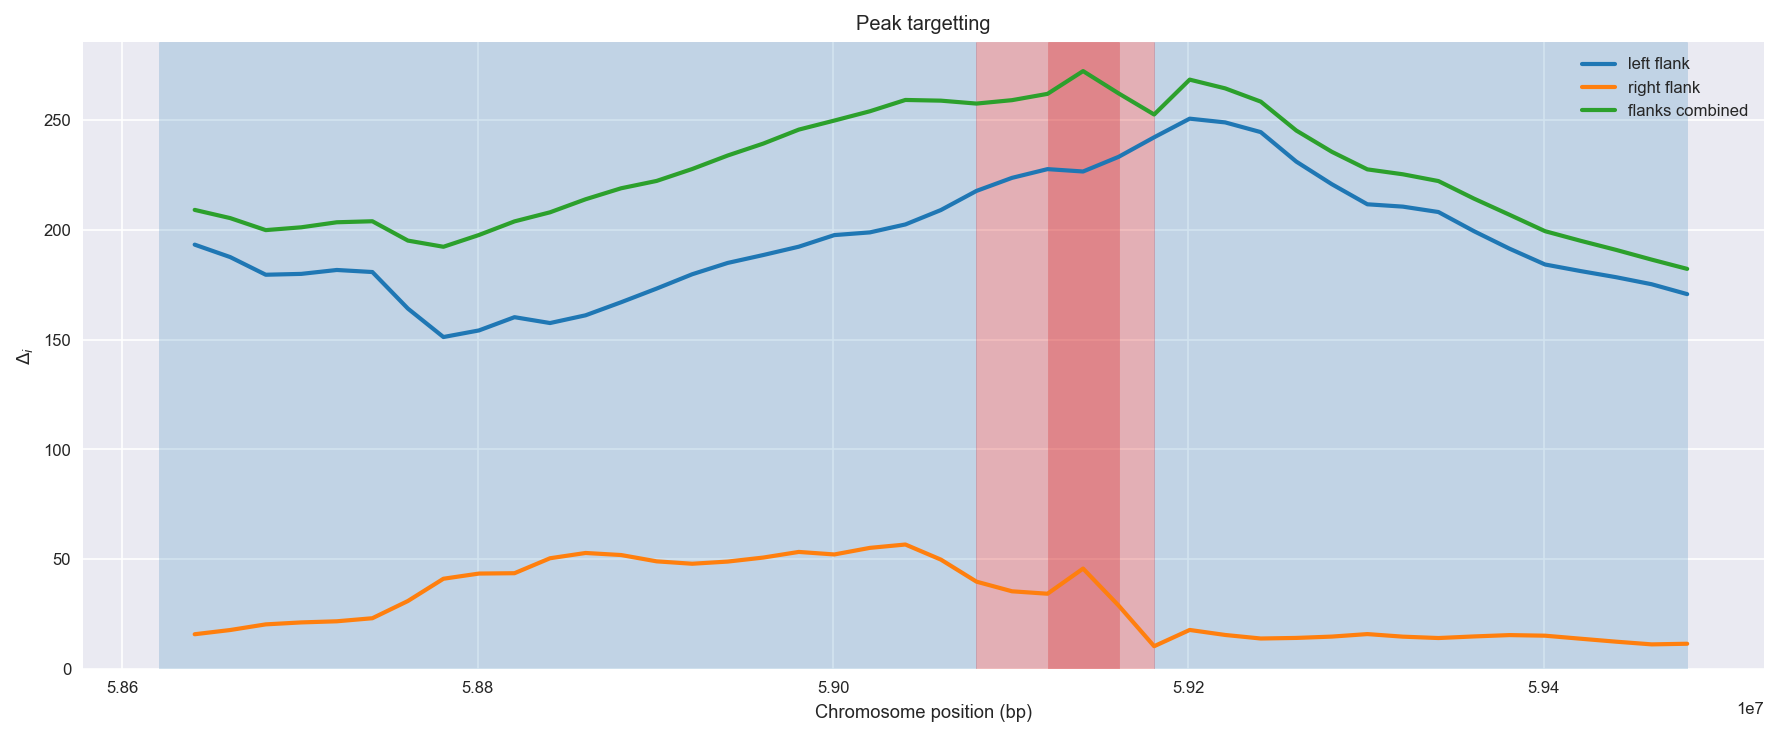 Peak targetting
left flank
right flank
flanks combined
250
200
150
100
50
0
Δi
5.86 5.88 5.90 5.92 5.94
1e7
Chromosome position (bp)